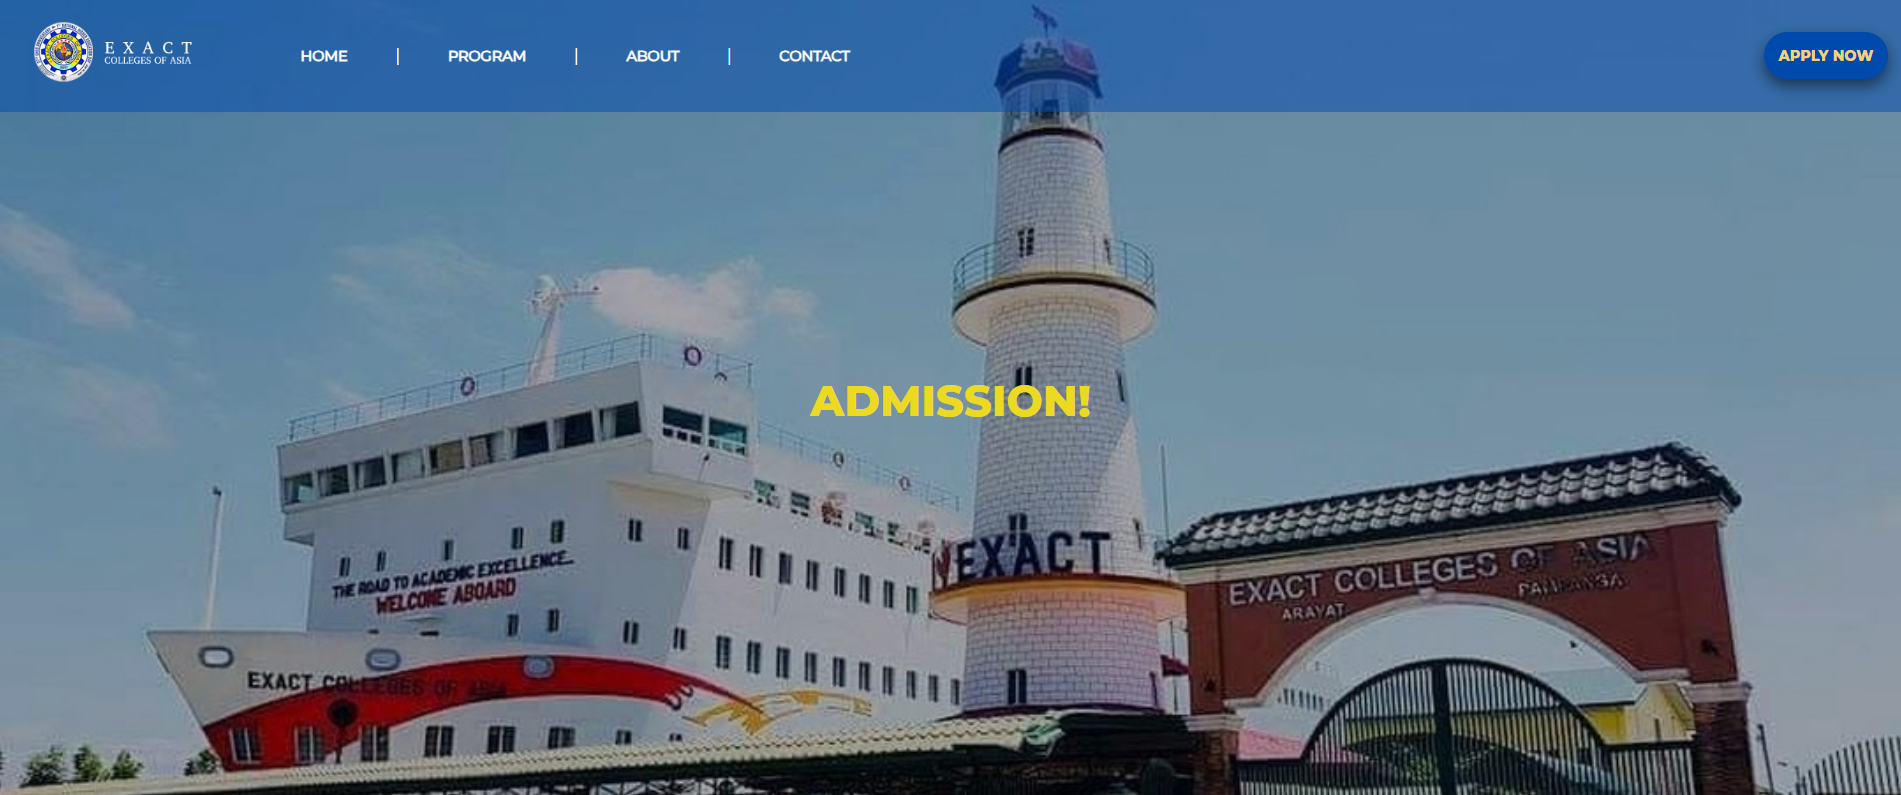 EXACT
COLLEGES OF ASIA
HOME | PROGRAM | ABOUT | CONTACT
APPLY NOW
ADMISSION!
THE ROAD TO ACADEMIC EXCELLENCE...
WELCOME ABOARD
EXACT COLLEGES OF ASIA
EXACT
EXACT COLLEGES OF ASIA
ARAYAT PAMPANGA